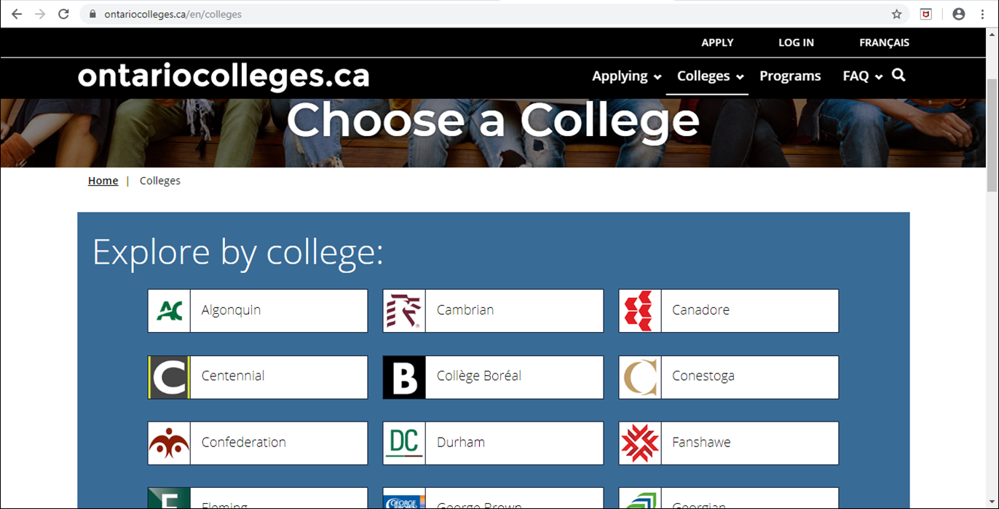 ontariocolleges.ca/en/colleges
APPLY LOG IN FRANÇAIS
ontariocolleges.ca Applying Colleges Programs FAQ
Choose a College
Home | Colleges
Explore by college:
AC Algonquin Cambrian Canadore
C Centennial B Collège Boréal C Conestoga
Confederation DC Durham Fanshawe
F Fleming GEORGE BROWN George Brown Georgian